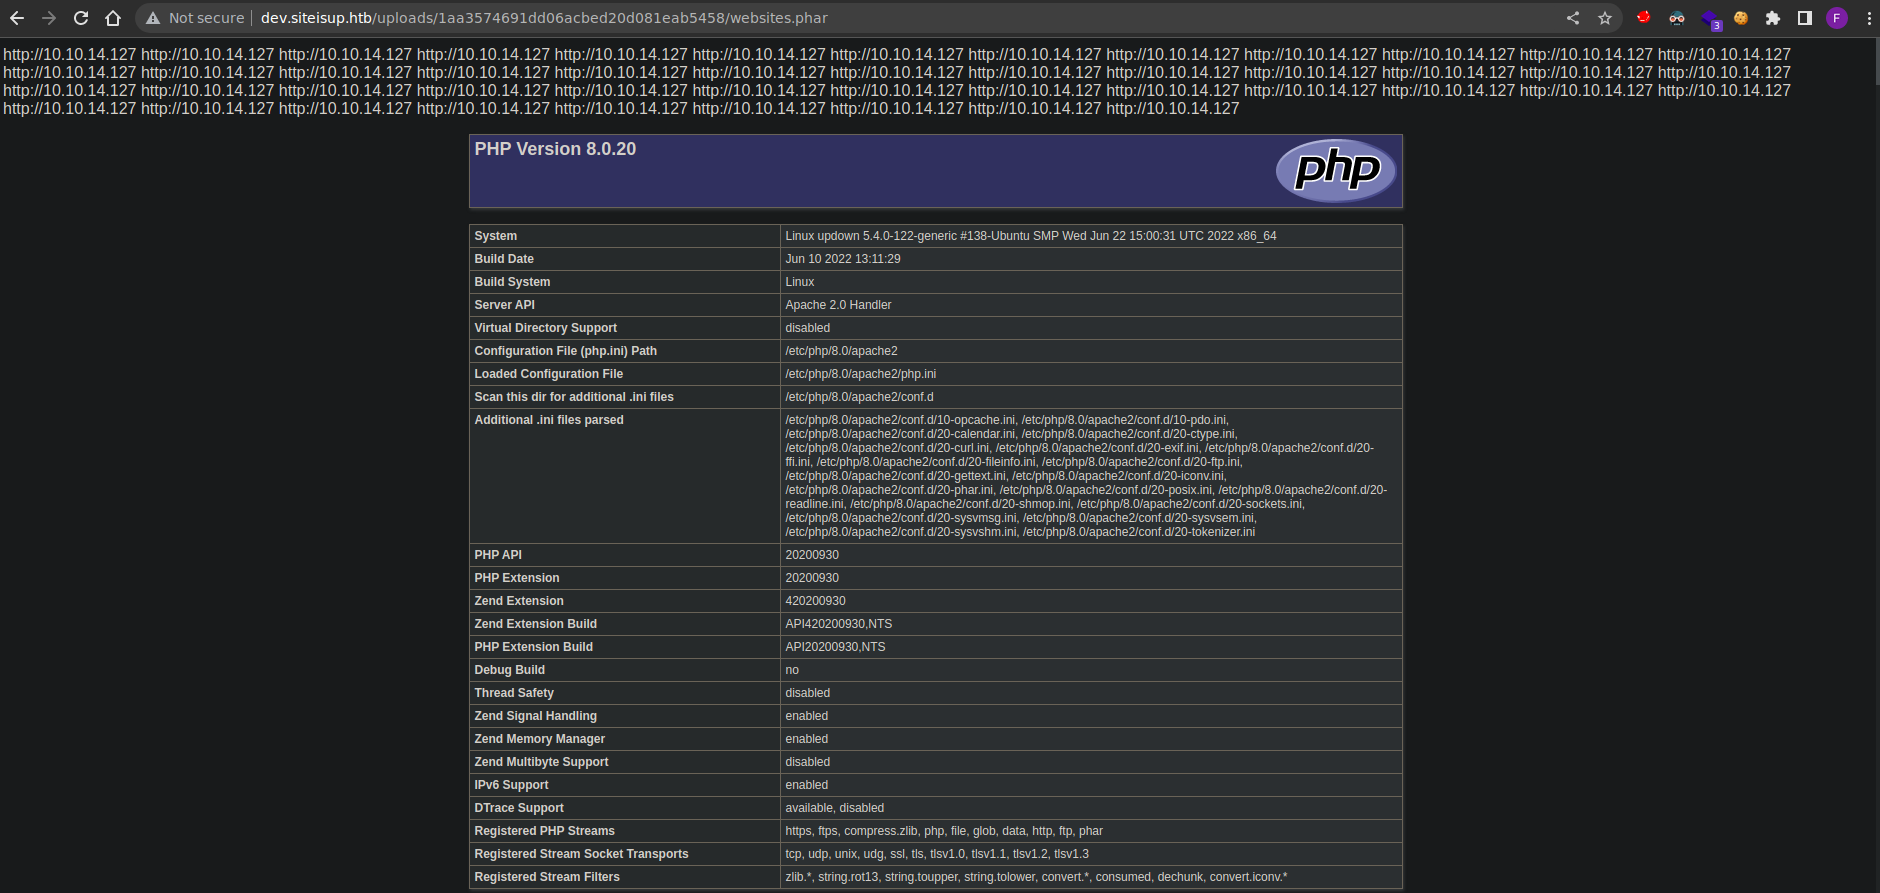 Not secure | dev.siteisup.htb/uploads/1aa3574691dd06acbed20d081eab5458/websites.phar
3
F
http://10.10.14.127 http://10.10.14.127 http://10.10.14.127 http://10.10.14.127 http://10.10.14.127 http://10.10.14.127 http://10.10.14.127 http://10.10.14.127 http://10.10.14.127 http://10.10.14.127 http://10.10.14.127 http://10.10.14.127 http://10.10.14.127
http://10.10.14.127 http://10.10.14.127 http://10.10.14.127 http://10.10.14.127 http://10.10.14.127 http://10.10.14.127 http://10.10.14.127 http://10.10.14.127 http://10.10.14.127 http://10.10.14.127 http://10.10.14.127 http://10.10.14.127 http://10.10.14.127
http://10.10.14.127 http://10.10.14.127 http://10.10.14.127 http://10.10.14.127 http://10.10.14.127 http://10.10.14.127 http://10.10.14.127 http://10.10.14.127 http://10.10.14.127 http://10.10.14.127 http://10.10.14.127 http://10.10.14.127 http://10.10.14.127
http://10.10.14.127 http://10.10.14.127 http://10.10.14.127 http://10.10.14.127 http://10.10.14.127 http://10.10.14.127 http://10.10.14.127 http://10.10.14.127 http://10.10.14.127
PHP Version 8.0.20
php
System Linux updown 5.4.0-122-generic #138-Ubuntu SMP Wed Jun 22 15:00:31 UTC 2022 x86_64
Build Date Jun 10 2022 13:11:29
Build System Linux
Server API Apache 2.0 Handler
Virtual Directory Support disabled
Configuration File (php.ini) Path /etc/php/8.0/apache2
Loaded Configuration File /etc/php/8.0/apache2/php.ini
Scan this dir for additional .ini files /etc/php/8.0/apache2/conf.d
Additional .ini files parsed /etc/php/8.0/apache2/conf.d/10-opcache.ini, /etc/php/8.0/apache2/conf.d/10-pdo.ini,
/etc/php/8.0/apache2/conf.d/20-calendar.ini, /etc/php/8.0/apache2/conf.d/20-ctype.ini,
/etc/php/8.0/apache2/conf.d/20-curl.ini, /etc/php/8.0/apache2/conf.d/20-exif.ini, /etc/php/8.0/apache2/conf.d/20-
ffi.ini, /etc/php/8.0/apache2/conf.d/20-fileinfo.ini, /etc/php/8.0/apache2/conf.d/20-ftp.ini,
/etc/php/8.0/apache2/conf.d/20-gettext.ini, /etc/php/8.0/apache2/conf.d/20-iconv.ini,
/etc/php/8.0/apache2/conf.d/20-phar.ini, /etc/php/8.0/apache2/conf.d/20-posix.ini, /etc/php/8.0/apache2/conf.d/20-
readline.ini, /etc/php/8.0/apache2/conf.d/20-shmop.ini, /etc/php/8.0/apache2/conf.d/20-sockets.ini,
/etc/php/8.0/apache2/conf.d/20-sysvmsg.ini, /etc/php/8.0/apache2/conf.d/20-sysvsem.ini,
/etc/php/8.0/apache2/conf.d/20-sysvshm.ini, /etc/php/8.0/apache2/conf.d/20-tokenizer.ini
PHP API 20200930
PHP Extension 20200930
Zend Extension 420200930
Zend Extension Build API420200930,NTS
PHP Extension Build API20200930,NTS
Debug Build no
Thread Safety disabled
Zend Signal Handling enabled
Zend Memory Manager enabled
Zend Multibyte Support disabled
IPv6 Support enabled
DTrace Support available, disabled
Registered PHP Streams https, ftps, compress.zlib, php, file, glob, data, http, ftp, phar
Registered Stream Socket Transports tcp, udp, unix, udg, ssl, tls, tlsv1.0, tlsv1.1, tlsv1.2, tlsv1.3
Registered Stream Filters zlib.*, string.rot13, string.toupper, string.tolower, convert.*, consumed, dechunk, convert.iconv.*